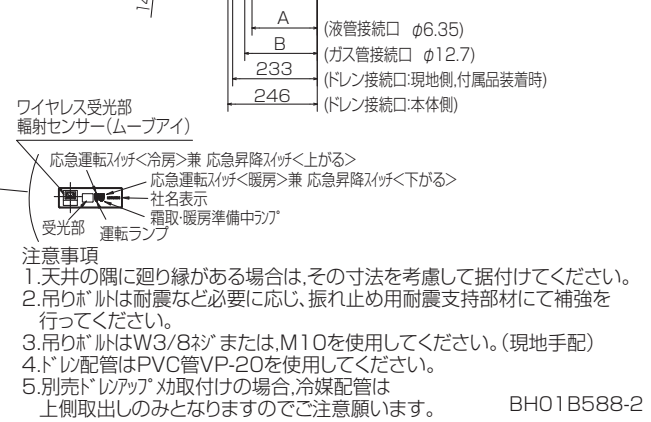 A
(液管接続口 φ6.35)
B
(ガス管接続口 φ12.7)
233
(ドレン接続口:現地側,付属品装着時)
246
(ドレン接続口:本体側)
ワイヤレス受光部
輻射センサー(ムーブアイ)
応急運転スイッチ<冷房>兼 応急昇降スイッチ<上がる>
応急運転スイッチ<暖房>兼 応急昇降スイッチ<下がる>
社名表示
霜取・暖房準備中ランプ
受光部
運転ランプ
注意事項
1.天井の隅に廻り縁がある場合は,その寸法を考慮して据付けてください。
2.吊りボルトは耐震など必要に応じ、振れ止め用耐震支持部材にて補強を
行ってください。
3.吊りボルトはW3/8ネジまたは,M10を使用してください。(現地手配)
4.ドレン配管はPVC管VP-20を使用してください。
5.別売ドレンアップメカ取付けの場合,冷媒配管は
上側取出しのみとなりますのでご注意願います。
BH01B588-2